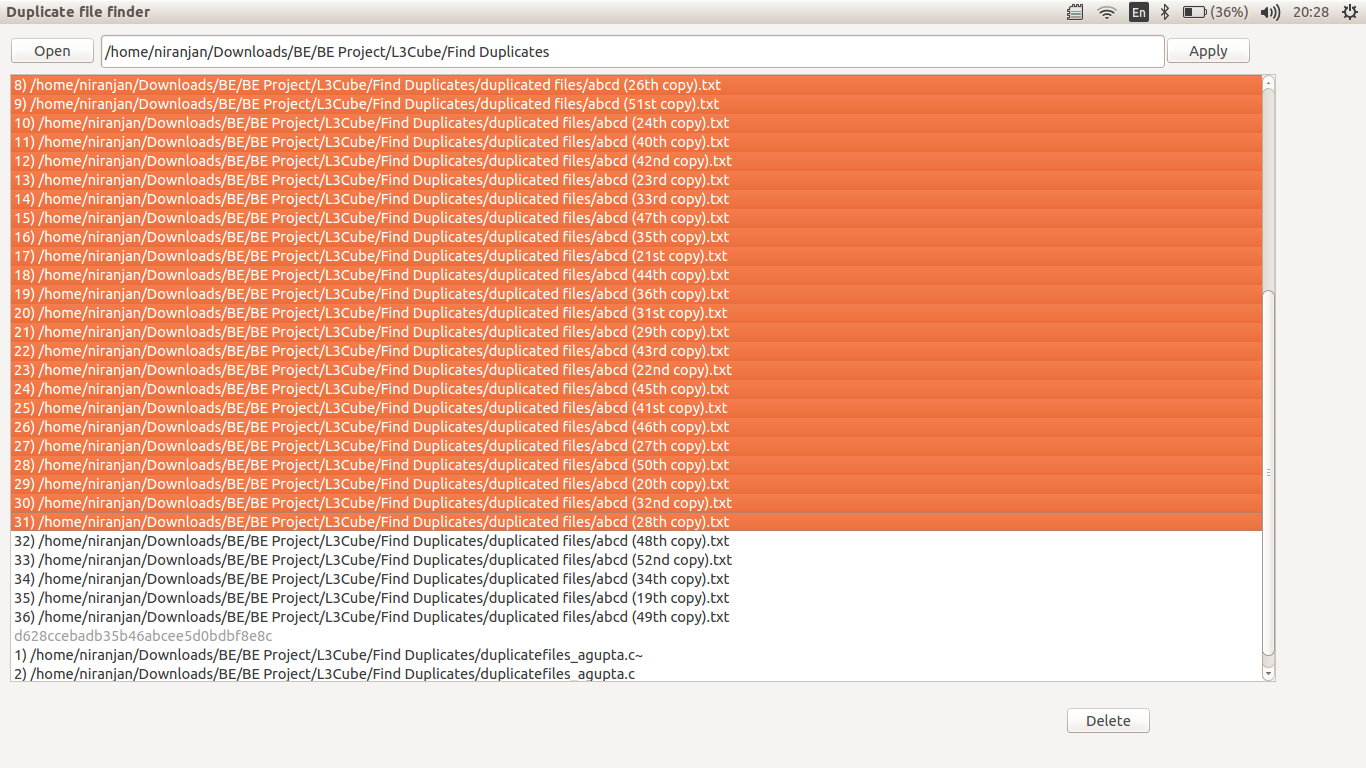 Duplicate file finder En (36%) 20:28
Open /home/niranjan/Downloads/BE/BE Project/L3Cube/Find Duplicates Apply
8) /home/niranjan/Downloads/BE/BE Project/L3Cube/Find Duplicates/duplicated files/abcd (26th copy).txt
9) /home/niranjan/Downloads/BE/BE Project/L3Cube/Find Duplicates/duplicated files/abcd (51st copy).txt
10) /home/niranjan/Downloads/BE/BE Project/L3Cube/Find Duplicates/duplicated files/abcd (24th copy).txt
11) /home/niranjan/Downloads/BE/BE Project/L3Cube/Find Duplicates/duplicated files/abcd (40th copy).txt
12) /home/niranjan/Downloads/BE/BE Project/L3Cube/Find Duplicates/duplicated files/abcd (42nd copy).txt
13) /home/niranjan/Downloads/BE/BE Project/L3Cube/Find Duplicates/duplicated files/abcd (23rd copy).txt
14) /home/niranjan/Downloads/BE/BE Project/L3Cube/Find Duplicates/duplicated files/abcd (33rd copy).txt
15) /home/niranjan/Downloads/BE/BE Project/L3Cube/Find Duplicates/duplicated files/abcd (47th copy).txt
16) /home/niranjan/Downloads/BE/BE Project/L3Cube/Find Duplicates/duplicated files/abcd (35th copy).txt
17) /home/niranjan/Downloads/BE/BE Project/L3Cube/Find Duplicates/duplicated files/abcd (21st copy).txt
18) /home/niranjan/Downloads/BE/BE Project/L3Cube/Find Duplicates/duplicated files/abcd (44th copy).txt
19) /home/niranjan/Downloads/BE/BE Project/L3Cube/Find Duplicates/duplicated files/abcd (36th copy).txt
20) /home/niranjan/Downloads/BE/BE Project/L3Cube/Find Duplicates/duplicated files/abcd (31st copy).txt
21) /home/niranjan/Downloads/BE/BE Project/L3Cube/Find Duplicates/duplicated files/abcd (29th copy).txt
22) /home/niranjan/Downloads/BE/BE Project/L3Cube/Find Duplicates/duplicated files/abcd (43rd copy).txt
23) /home/niranjan/Downloads/BE/BE Project/L3Cube/Find Duplicates/duplicated files/abcd (22nd copy).txt
24) /home/niranjan/Downloads/BE/BE Project/L3Cube/Find Duplicates/duplicated files/abcd (45th copy).txt
25) /home/niranjan/Downloads/BE/BE Project/L3Cube/Find Duplicates/duplicated files/abcd (41st copy).txt
26) /home/niranjan/Downloads/BE/BE Project/L3Cube/Find Duplicates/duplicated files/abcd (46th copy).txt
27) /home/niranjan/Downloads/BE/BE Project/L3Cube/Find Duplicates/duplicated files/abcd (27th copy).txt
28) /home/niranjan/Downloads/BE/BE Project/L3Cube/Find Duplicates/duplicated files/abcd (50th copy).txt
29) /home/niranjan/Downloads/BE/BE Project/L3Cube/Find Duplicates/duplicated files/abcd (20th copy).txt
30) /home/niranjan/Downloads/BE/BE Project/L3Cube/Find Duplicates/duplicated files/abcd (32nd copy).txt
31) /home/niranjan/Downloads/BE/BE Project/L3Cube/Find Duplicates/duplicated files/abcd (28th copy).txt
32) /home/niranjan/Downloads/BE/BE Project/L3Cube/Find Duplicates/duplicated files/abcd (48th copy).txt
33) /home/niranjan/Downloads/BE/BE Project/L3Cube/Find Duplicates/duplicated files/abcd (52nd copy).txt
34) /home/niranjan/Downloads/BE/BE Project/L3Cube/Find Duplicates/duplicated files/abcd (34th copy).txt
35) /home/niranjan/Downloads/BE/BE Project/L3Cube/Find Duplicates/duplicated files/abcd (19th copy).txt
36) /home/niranjan/Downloads/BE/BE Project/L3Cube/Find Duplicates/duplicated files/abcd (49th copy).txt
d628ccebadb35b46abcee5d0bdbf8e8c
1) /home/niranjan/Downloads/BE/BE Project/L3Cube/Find Duplicates/duplicatefiles_agupta.c~
2) /home/niranjan/Downloads/BE/BE Project/L3Cube/Find Duplicates/duplicatefiles_agupta.c
Delete